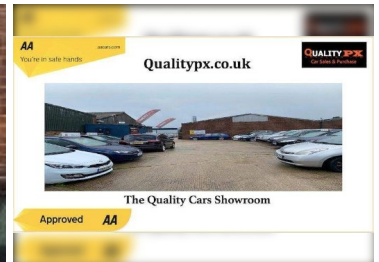 AA
You're in safe hands
Qualitypx.co.uk
QUALITY PX
Car Sales & Purchase
The Quality Cars Showroom
Approved AA